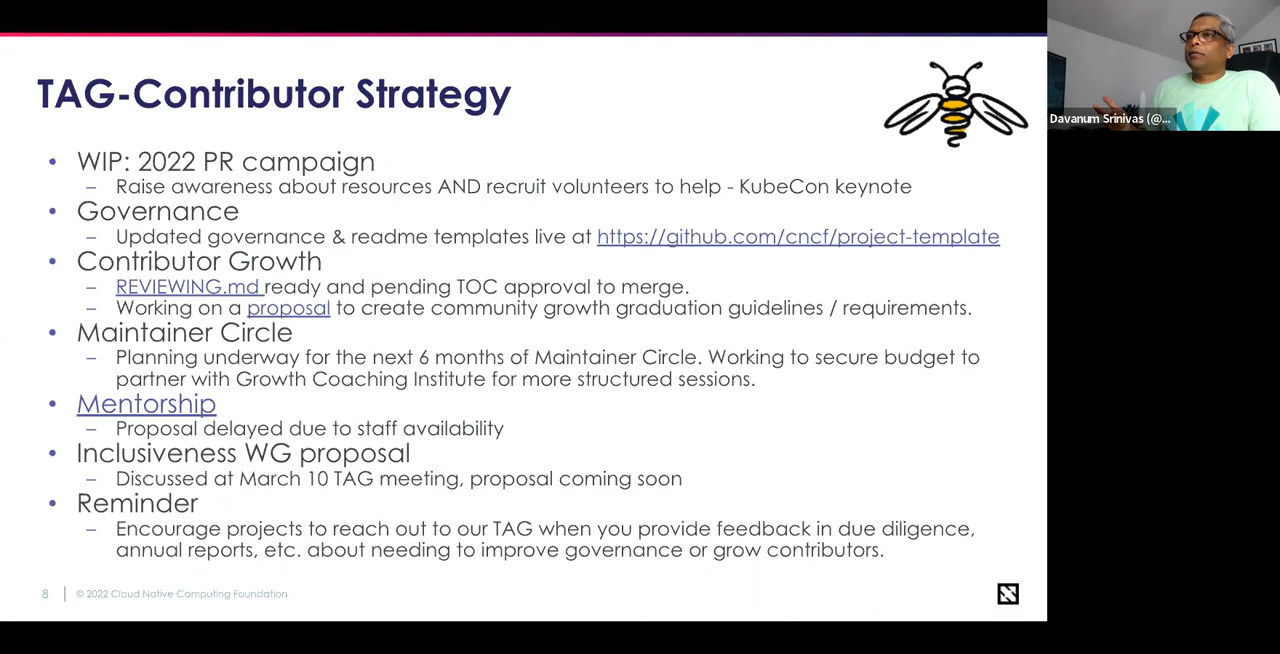 TAG-Contributor Strategy
• WIP: 2022 PR campaign
– Raise awareness about resources AND recruit volunteers to help - KubeCon keynote
• Governance
– Updated governance & readme templates live at https://github.com/cncf/project-template
• Contributor Growth
– REVIEWING.md ready and pending TOC approval to merge.
– Working on a proposal to create community growth graduation guidelines / requirements.
• Maintainer Circle
– Planning underway for the next 6 months of Maintainer Circle. Working to secure budget to
partner with Growth Coaching Institute for more structured sessions.
• Mentorship
– Proposal delayed due to staff availability
• Inclusiveness WG proposal
– Discussed at March 10 TAG meeting, proposal coming soon
• Reminder
– Encourage projects to reach out to our TAG when you provide feedback in due diligence,
annual reports, etc. about needing to improve governance or grow contributors.
8 | © 2022 Cloud Native Computing Foundation
Davanum Srinivas (@...